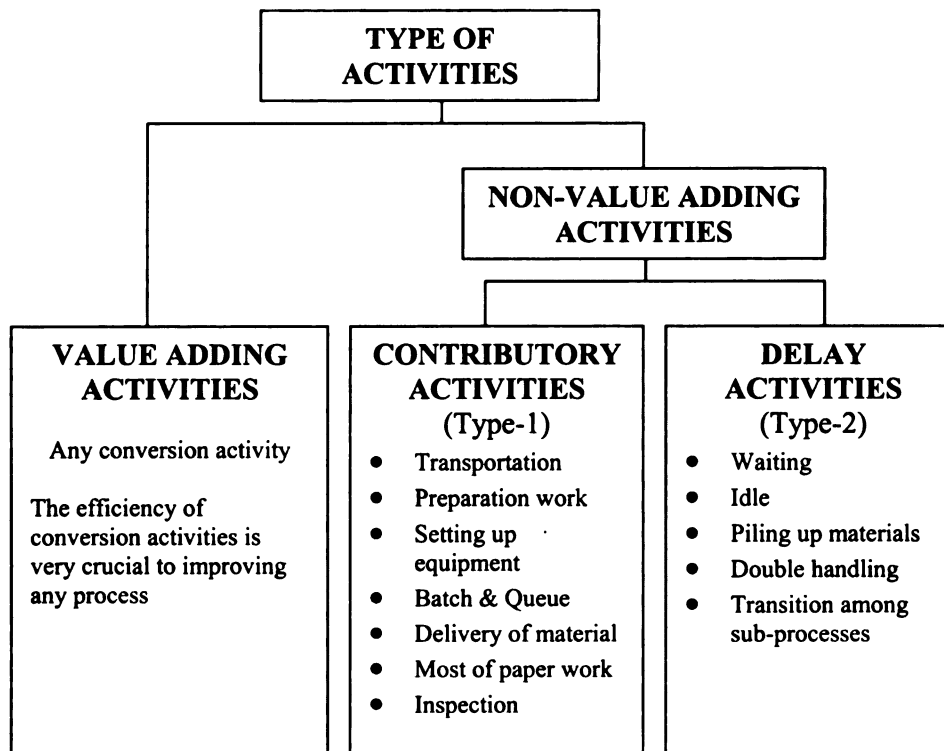 TYPE OF
ACTIVITIES
NON-VALUE ADDING
ACTIVITIES
VALUE ADDING
ACTIVITIES
Any conversion activity
The efficiency of
conversion activities is
very crucial to improving
any process
CONTRIBUTORY
ACTIVITIES
(Type-1)
● Transportation
● Preparation work
● Setting up
equipment
● Batch & Queue
● Delivery of material
● Most of paper work
● Inspection
DELAY
ACTIVITIES
(Type-2)
● Waiting
● Idle
● Piling up materials
● Double handling
● Transition among
sub-processes